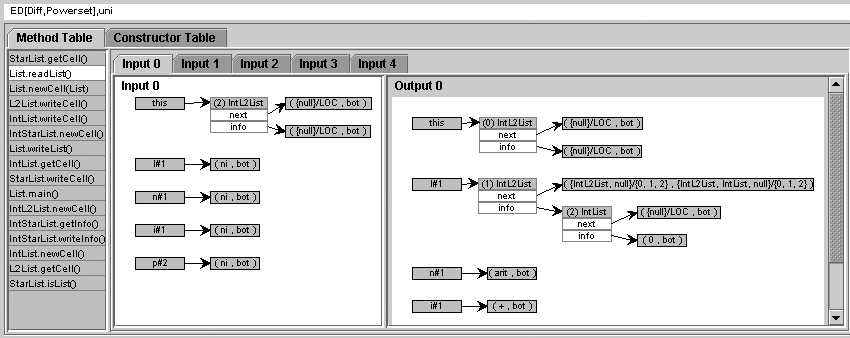 ED[Diff,Powerset],uni
Method Table
Constructor Table
StarList.getCell()
List.readList()
List.newCell(List)
L2List.writeCell()
IntList.writeCell()
IntStarList.newCell()
List.writeList()
IntList.getCell()
StarList.writeCell()
List.main()
IntL2List.newCell()
IntStarList.getInfo()
IntStarList.writeInfo()
IntList.newCell()
L2List.getCell()
StarList.isList()
Input 0
Input 1
Input 2
Input 3
Input 4
Input 0
this
(2) IntL2List
next
info
( {null}/LOC , bot )
( {null}/LOC , bot )
l#1
( ni , bot )
n#1
( ni , bot )
i#1
( ni , bot )
p#2
( ni , bot )
Output 0
this
(0) IntL2List
next
info
( {null}/LOC , bot )
( {null}/LOC , bot )
l#1
(1) IntL2List
next
info
( {IntL2List, null}/{0, 1, 2} , {IntL2List, IntList, null}/{0, 1, 2} )
(2) IntList
next
info
( {null}/LOC , bot )
( 0 , bot )
n#1
( arit , bot )
i#1
( + , bot )